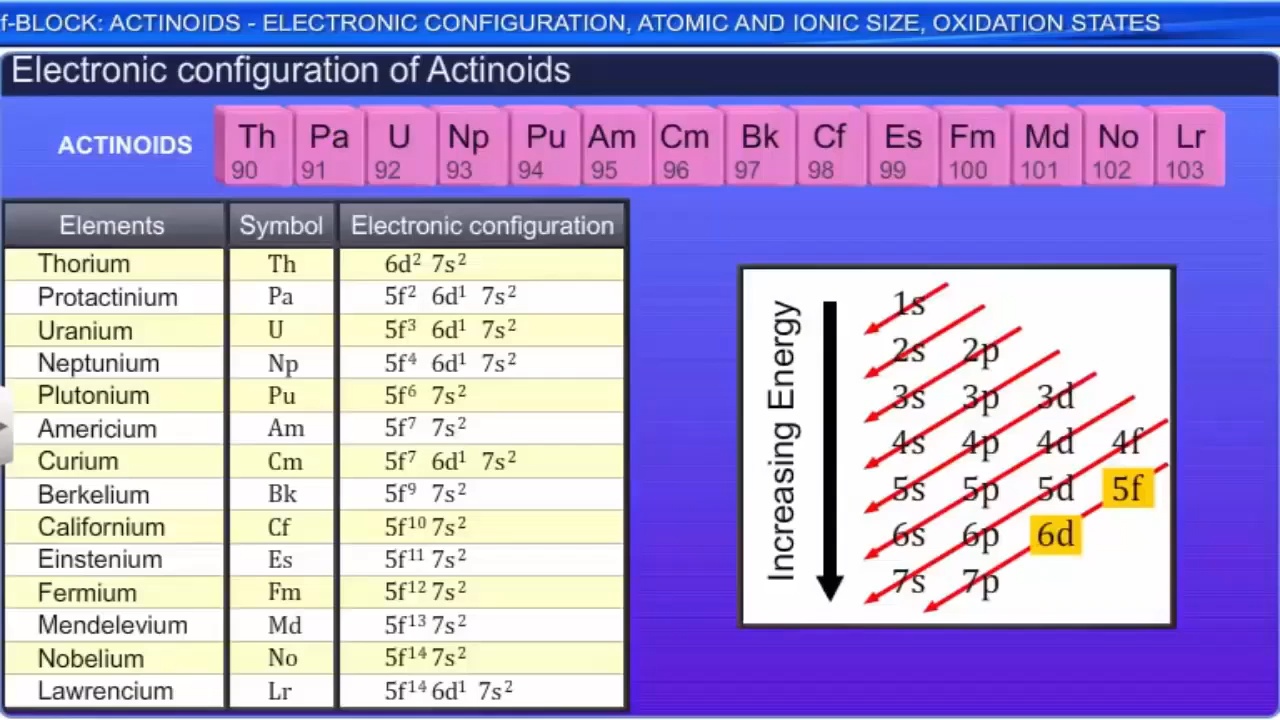 f-BLOCK: ACTINOIDS - ELECTRONIC CONFIGURATION, ATOMIC AND IONIC SIZE, OXIDATION STATES
Electronic configuration of Actinoids
ACTINOIDS Th Pa U Np Pu Am Cm Bk Cf Es Fm Md No Lr
90 91 92 93 94 95 96 97 98 99 100 101 102 103
Elements Symbol Electronic configuration
Thorium Th 6d² 7s²
Protactinium Pa 5f² 6d¹ 7s²
Uranium U 5f³ 6d¹ 7s²
Neptunium Np 5f⁴ 6d¹ 7s²
Plutonium Pu 5f⁶ 7s²
Americium Am 5f⁷ 7s²
Curium Cm 5f⁷ 6d¹ 7s²
Berkelium Bk 5f⁹ 7s²
Californium Cf 5f¹⁰ 7s²
Einstenium Es 5f¹¹ 7s²
Fermium Fm 5f¹² 7s²
Mendelevium Md 5f¹³ 7s²
Nobelium No 5f¹⁴ 7s²
Lawrencium Lr 5f¹⁴ 6d¹ 7s²
Increasing Energy
1s
2s 2p
3s 3p 3d
4s 4p 4d 4f
5s 5p 5d 5f
6s 6p 6d
7s 7p